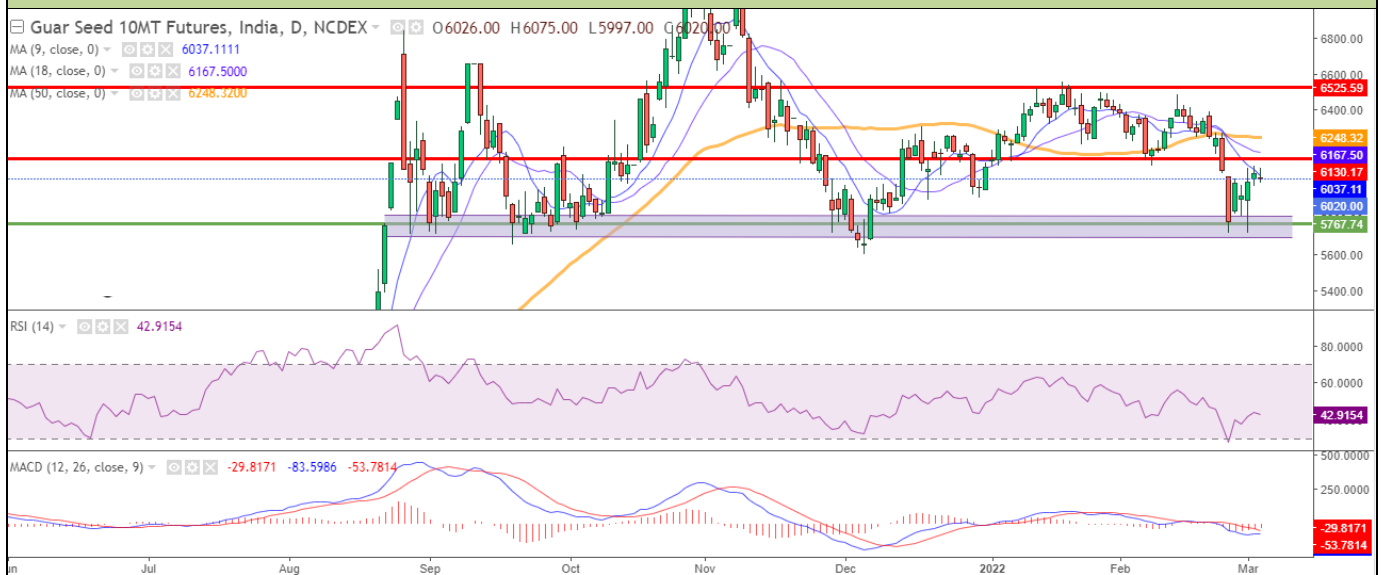 Guar Seed 10MT Futures, India, D, NCDEX O6026.00 H6075.00 L5997.00 C6020.00
MA (9, close, 0) 6037.1111
MA (18, close, 0) 6167.5000
MA (50, close, 0) 6248.3200
6800.00
6600.00
6525.59
6400.00
6248.32
6167.50
6130.17
6037.11
6020.00
5767.74
5600.00
5400.00
RSI (14) 42.9154
80.0000
60.0000
42.9154
MACD (12, 26, close, 9) -29.8171 -83.5986 -53.7814
500.0000
250.0000
-29.8171
-53.7814
un Jul Aug Sep Oct Nov Dec 2022 Feb Mar